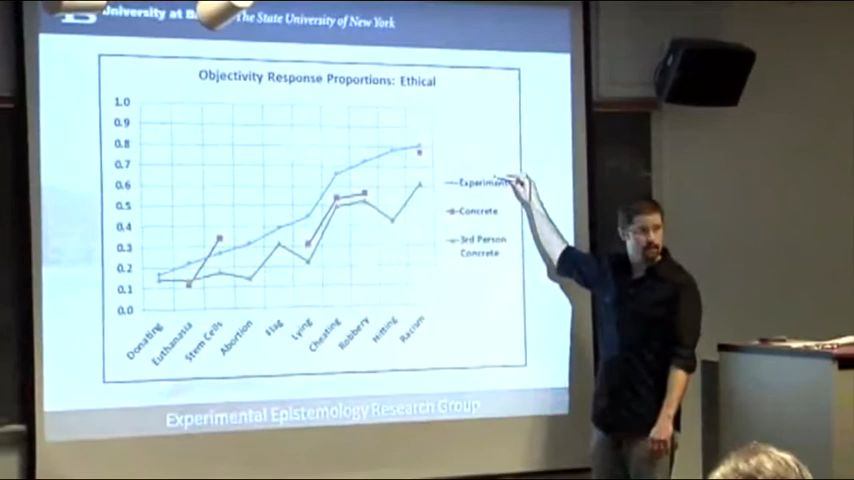 University at B
The State University of New York
Objectivity Response Proportions: Ethical
1.0
0.9
0.8
0.7
0.6
0.5
0.4
0.3
0.2
0.1
0.0
Donating
Euthanasia
Stem Cells
Abortion
Flag
Lying
Cheating
Robbery
Hitting
Racism
Experiment
Concrete
3rd Person
Concrete
Experimental Epistemology Research Group